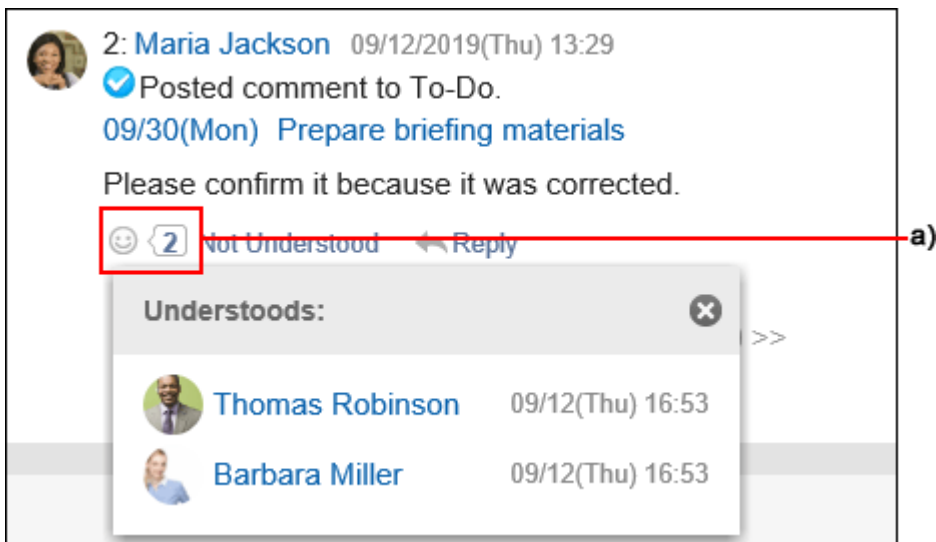 2: Maria Jackson 09/12/2019(Thu) 13:29
Posted comment to To-Do.
09/30(Mon) Prepare briefing materials
Please confirm it because it was corrected.
2 Not Understood Reply
a)
Understoods:
>>
Thomas Robinson 09/12(Thu) 16:53
Barbara Miller 09/12(Thu) 16:53